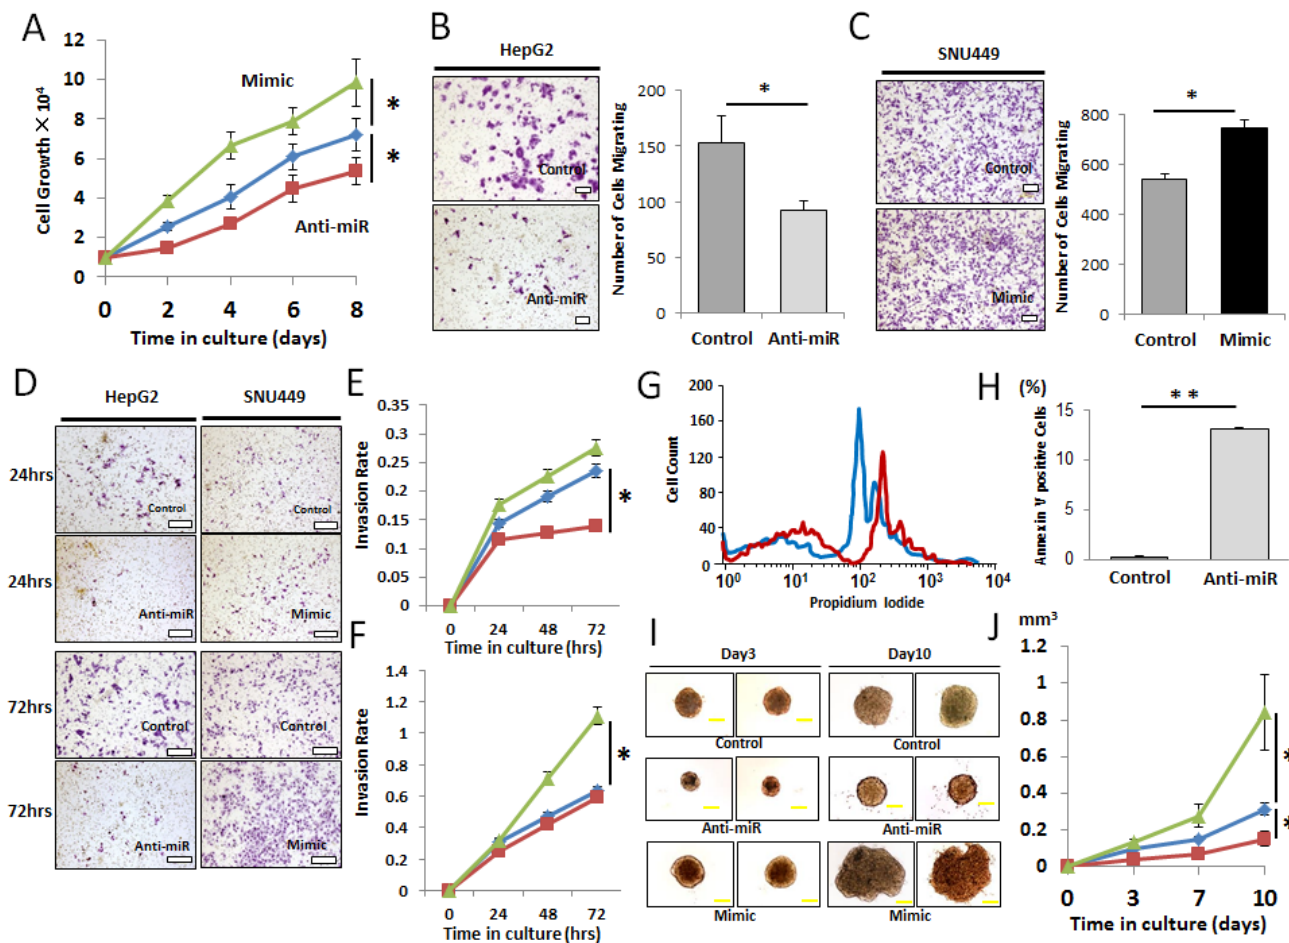 A
12
10
8
6
4
2
0
Cell Growth × 10⁴
Mimic
Anti-miR
*
*
0 2 4 6 8
Time in culture (days)
B
HepG2
Control
Anti-miR
200
150
100
50
0
Number of Cells Migrating
*
Control Anti-miR
C
SNU449
Control
Mimic
800
600
400
200
0
Number of Cells Migrating
*
Control Mimic
D
HepG2 SNU449
24hrs
Control Control
24hrs
Anti-miR Mimic
72hrs
Control Control
72hrs
Anti-miR Mimic
E
0.35
0.3
0.25
0.2
0.15
0.1
0.05
0
Invasion Rate
*
0 24 48 72
Time in culture (hrs)
F
1.4
1.2
1
0.8
0.6
0.4
0.2
0
Invasion Rate
*
0 24 48 72
Time in culture (hrs)
G
200
160
120
80
40
0
Cell Count
10⁰ 10¹ 10² 10³ 10⁴
Propidium Iodide
H
(%)
15
10
5
0
Annexin V positive Cells
**
Control Anti-miR
I
Day3 Day10
Control Control
Anti-miR Anti-miR
Mimic Mimic
J
mm³
1.2
1
0.8
0.6
0.4
0.2
0
*
*
0 3 7 10
Time in culture (days)